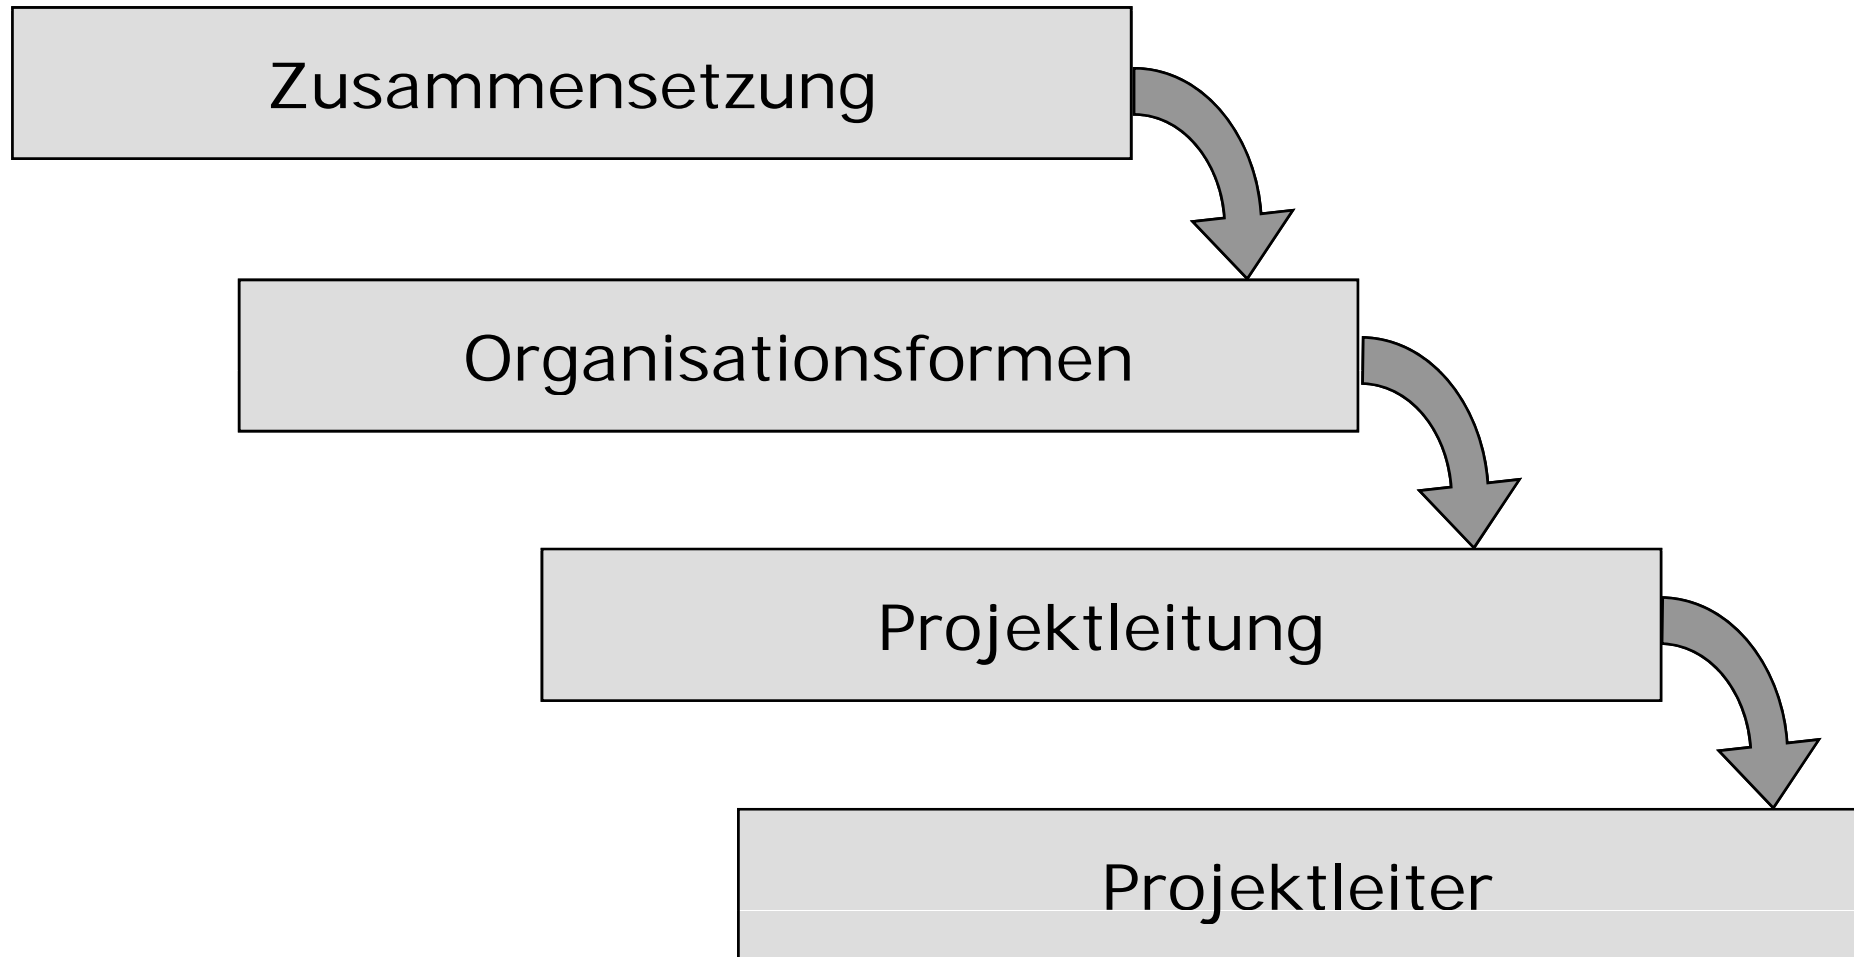 Zusammensetzung
Organisationsformen
Projektleitung
Projektleiter